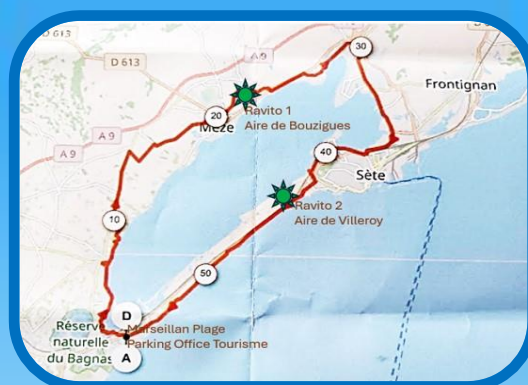 D 613
D 613
A 9
A 9
30
Frontignan
Ravito 1
Aire de Bouzigues
20
Mèze
40
Sète
Ravito 2
Aire de Villeroy
10
50
D
Marseillan Plage
Parking Office Tourisme
A
Réserve
naturelle
du Bagnas